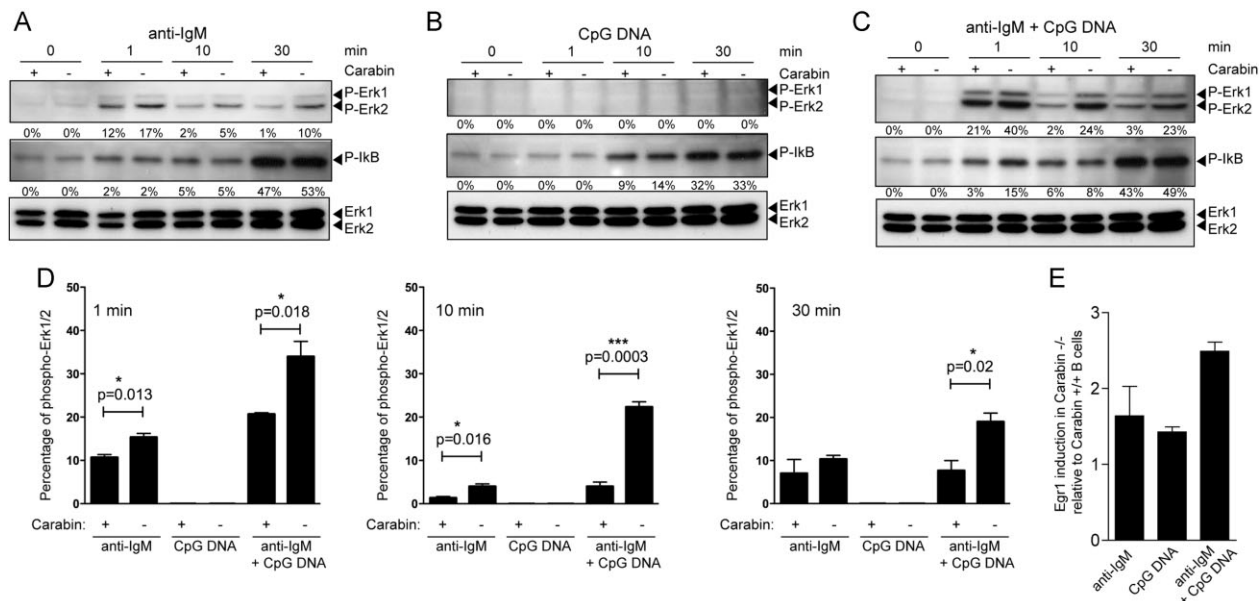 A
anti-IgM
0 1 10 30 min
+ - + - + - + - Carabin
P-Erk1
P-Erk2
0% 0% 12% 17% 2% 5% 1% 10%
P-IkB
0% 0% 2% 2% 5% 5% 47% 53%
Erk1
Erk2
B
CpG DNA
0 1 10 30 min
+ - + - + - + - Carabin
P-Erk1
P-Erk2
0% 0% 0% 0% 0% 0% 0% 0%
P-IkB
0% 0% 0% 0% 9% 14% 32% 33%
Erk1
Erk2
C
anti-IgM + CpG DNA
0 1 10 30 min
+ - + - + - + - Carabin
P-Erk1
P-Erk2
0% 0% 21% 40% 2% 24% 3% 23%
P-IkB
0% 0% 3% 15% 6% 8% 43% 49%
Erk1
Erk2
D
Percentage of phospho-Erk1/2
50
40
30
20
10
0
1 min
*
p=0.013
*
p=0.018
Carabin: + - + - + -
anti-IgM CpG DNA anti-IgM
+ CpG DNA
Percentage of phospho-Erk1/2
50
40
30
20
10
0
10 min
*
p=0.016
***
p=0.0003
Carabin: + - + - + -
anti-IgM CpG DNA anti-IgM
+ CpG DNA
Percentage of phospho-Erk1/2
50
40
30
20
10
0
30 min
*
p=0.02
Carabin: + - + - + -
anti-IgM CpG DNA anti-IgM
+ CpG DNA
E
Egr1 induction in Carabin -/-
relative to Carabin +/+ B cells
3
2
1
0
anti-IgM
CpG DNA
anti-IgM
+ CpG DNA